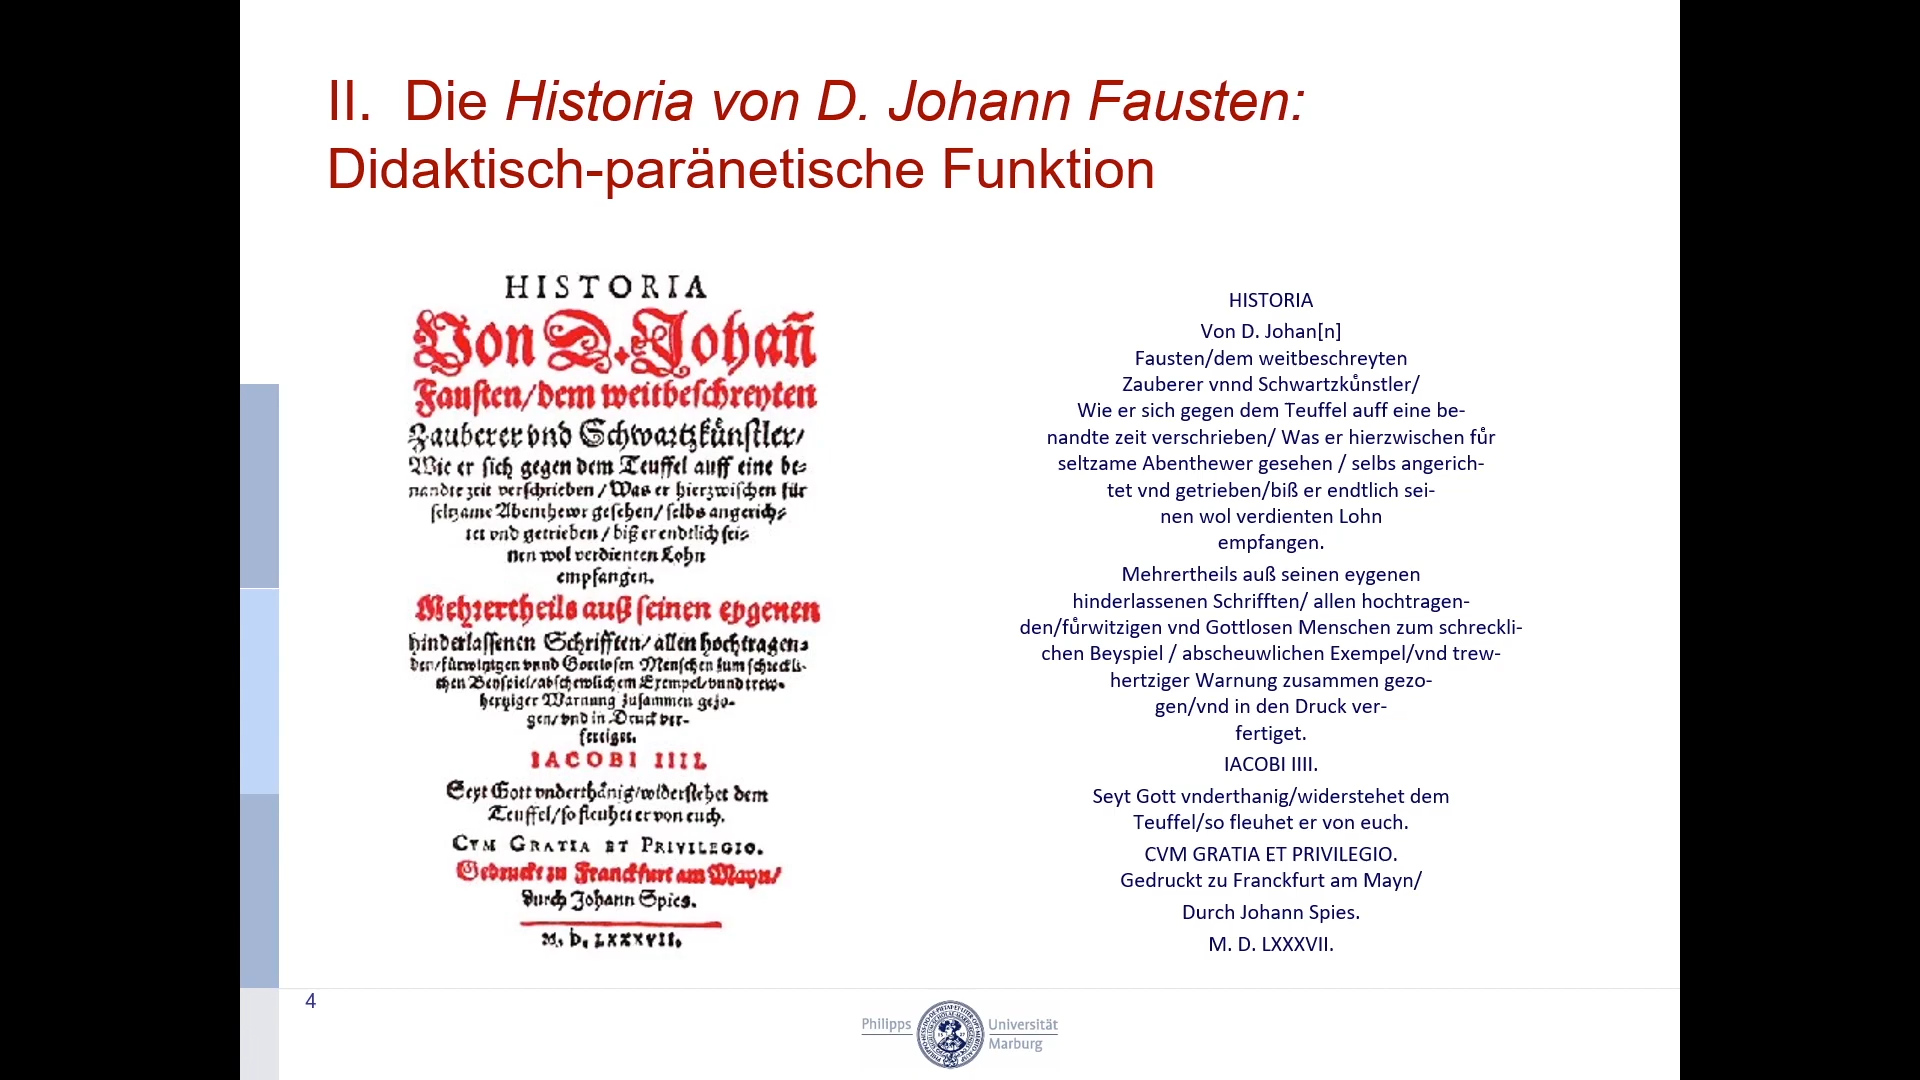 II. Die Historia von D. Johann Fausten:
Didaktisch-paränetische Funktion
HISTORIA
Von D. Johañ
Fausten/dem weitbeschreyten
Zauberer vnd Schwartzkuͤnstler/
Wie er sich gegen dem Teuffel auff eine be-
nandte zeit verschrieben / Was er hierzwischen fuͤr
seltzame Abenthewr gesehen/ selbs angerich-
tet vnd getrieben / biß er endtlich sei-
nen wol verdienten Lohn
empfangen.
Mehrertheils auß seinen eygenen
hinderlassenen Schrifften/ allen hochtragen-
den/fuͤrwitzigen vnnd Gottlosen Menschen zum schreckli-
chen Beyspiel/abschewlichem Exempel/vnnd trew-
hertziger Warnung zusammen gezo-
gen/vnd in Druck ver-
fertiget.
IACOBI IIII.
Seyt Gott vnderthänig/widerstehet dem
Teuffel/so fleuhet er von euch.
CVM GRATIA ET PRIVILEGIO.
Gedruckt zu Franckfurt am Mayn/
durch Johann Spies.
M. D. LXXXVII.
HISTORIA
Von D. Johan[n]
Fausten/dem weitbeschreyten
Zauberer vnnd Schwartzkůnstler/
Wie er sich gegen dem Teuffel auff eine be-
nandte zeit verschrieben/ Was er hierzwischen fůr
seltzame Abenthewer gesehen / selbs angerich-
tet vnd getrieben/biß er endtlich sei-
nen wol verdienten Lohn
empfangen.
Mehrertheils auß seinen eygenen
hinderlassenen Schrifften/ allen hochtragen-
den/fůrwitzigen vnd Gottlosen Menschen zum schreckli-
chen Beyspiel / abscheuwlichen Exempel/vnd trew-
hertziger Warnung zusammen gezo-
gen/vnd in den Druck ver-
fertiget.
IACOBI IIII.
Seyt Gott vnderthanig/widerstehet dem
Teuffel/so fleuhet er von euch.
CVM GRATIA ET PRIVILEGIO.
Gedruckt zu Franckfurt am Mayn/
Durch Johann Spies.
M. D. LXXXVII.
4
Philipps Universität
Marburg